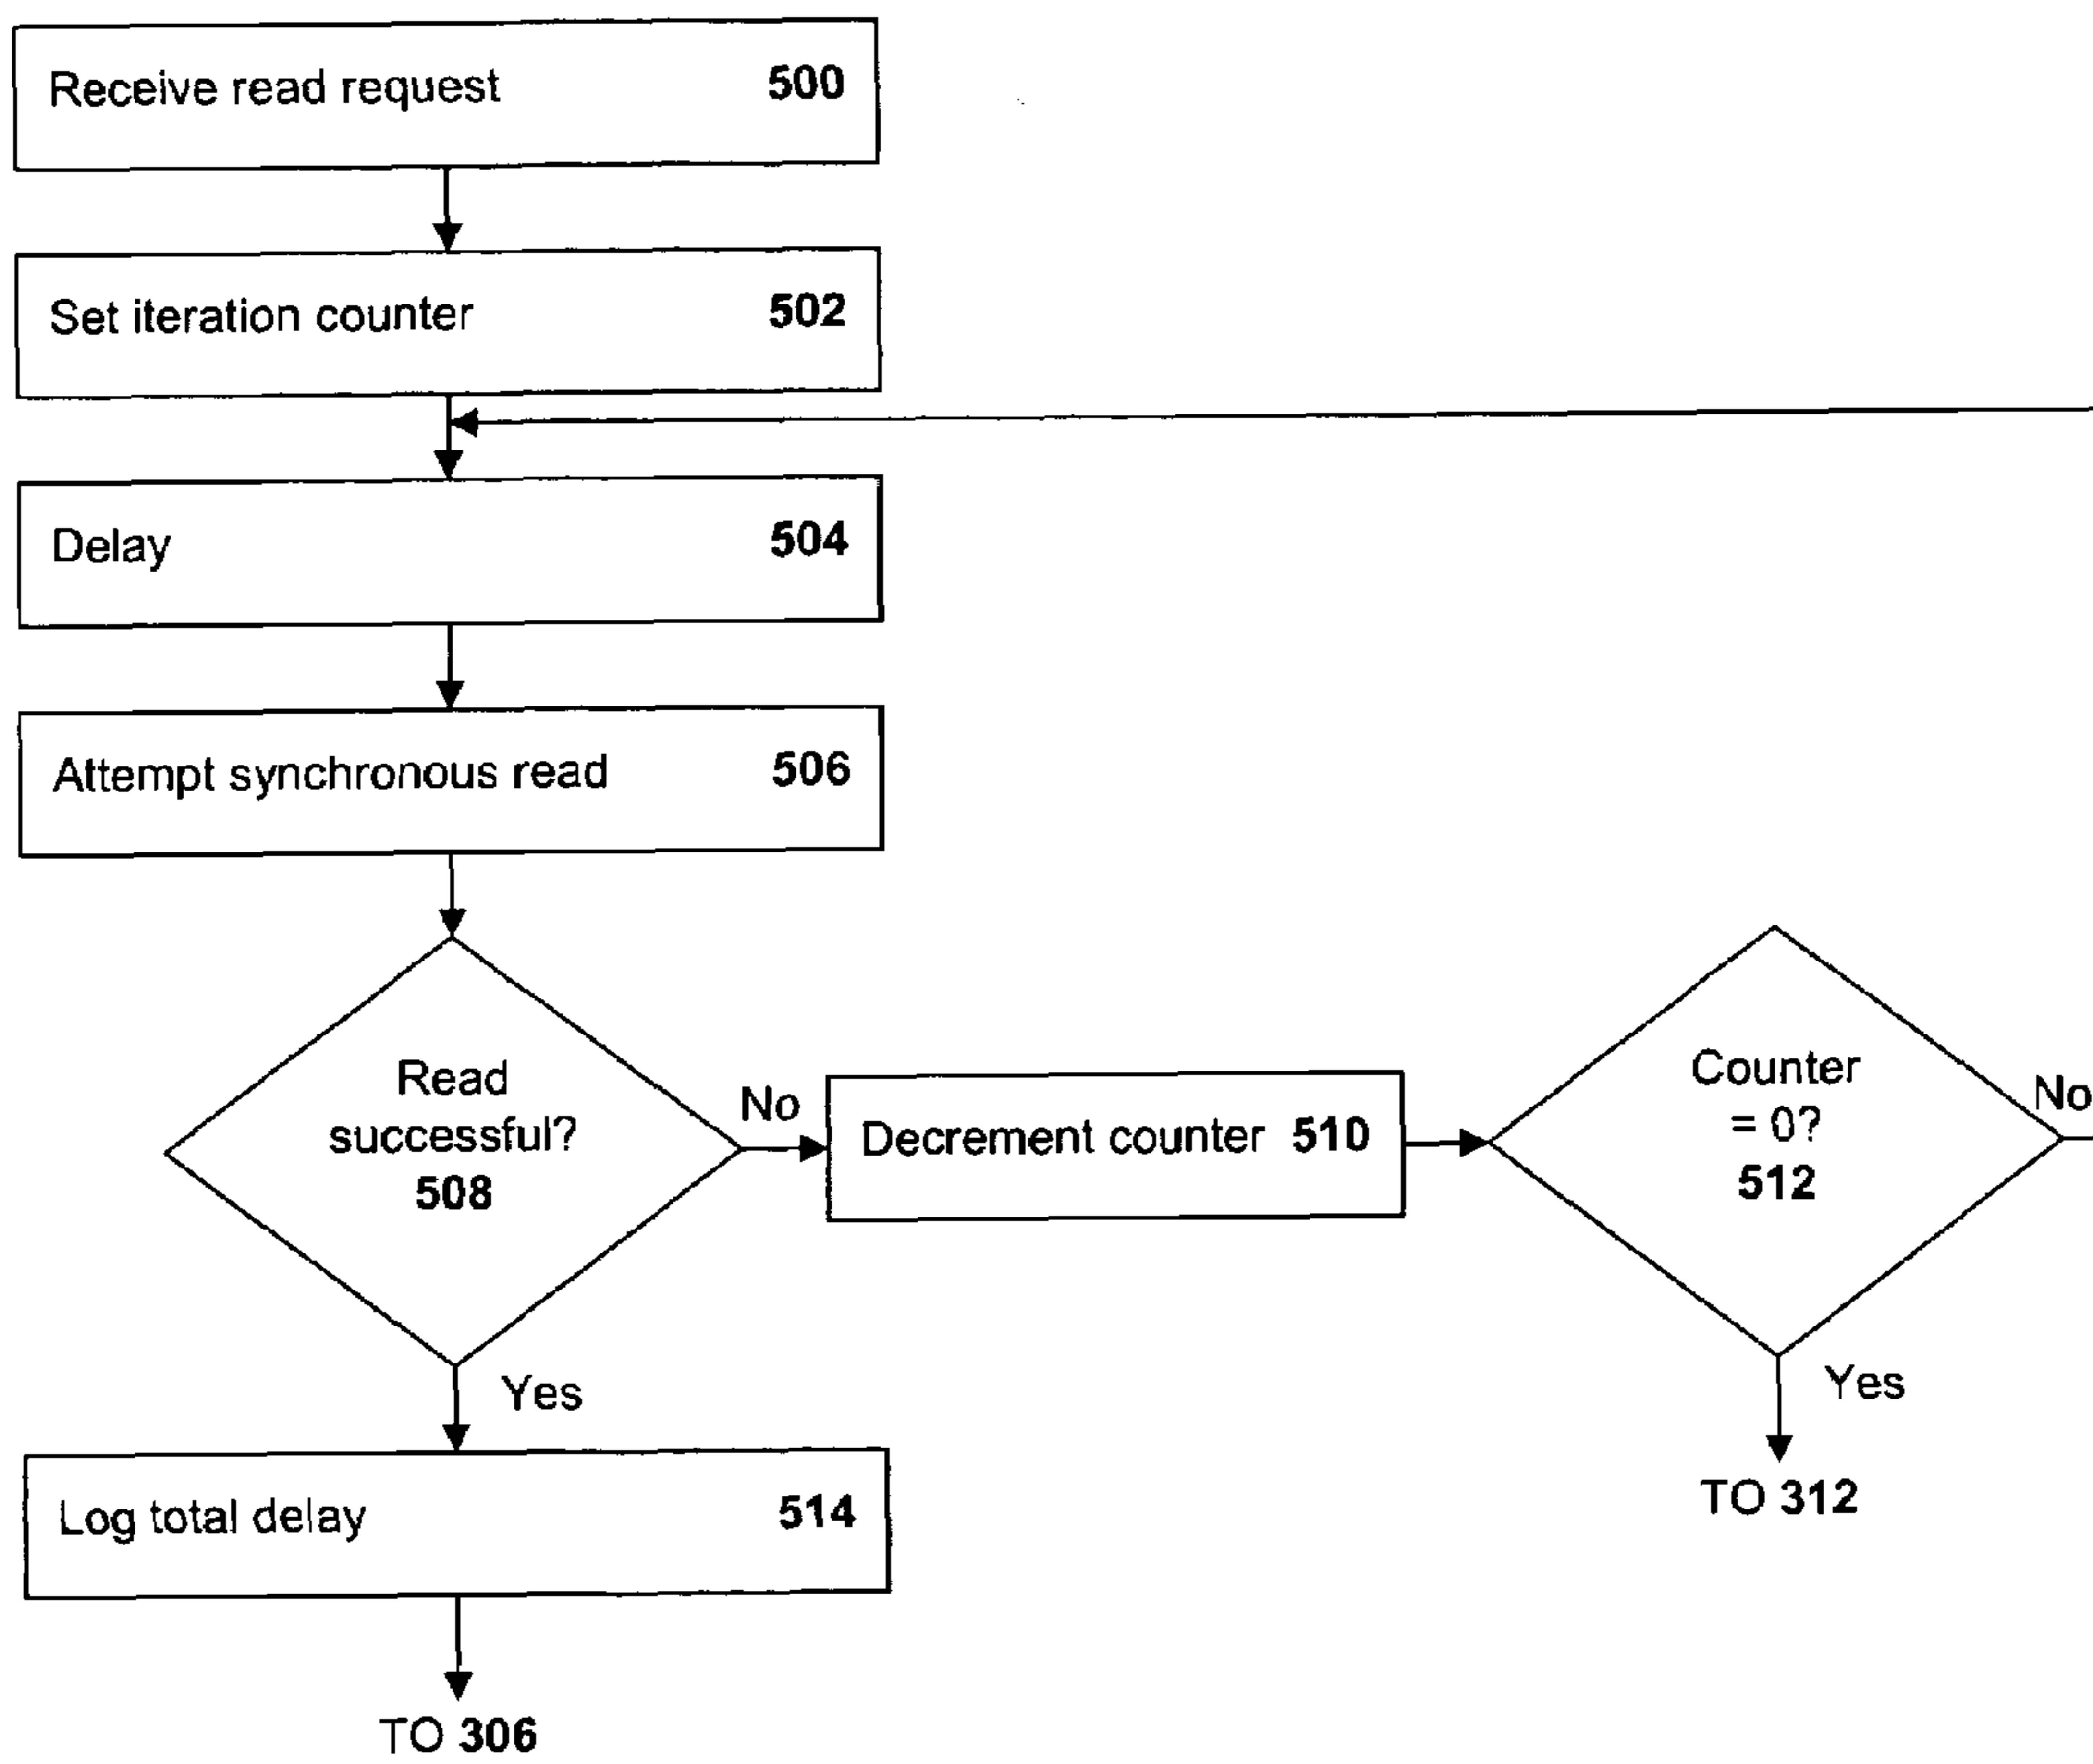 Receive read request 500
Set iteration counter 502
Delay 504
Attempt synchronous read 506
Read
successful?
508
No
Decrement counter 510
Counter
= 0?
512
No
Yes
Yes
Log total delay 514
TO 312
TO 306